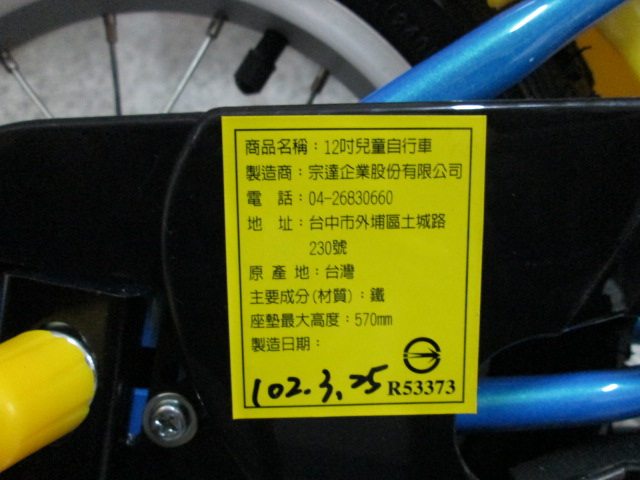 商品名稱：12吋兒童自行車
製造商：宗達企業股份有限公司
電　話：04-26830660
地　址：台中市外埔區土城路
230號
原 產 地：台灣
主要成分(材質)：鐵
座墊最大高度：570mm
製造日期：
102.3.25 R53373